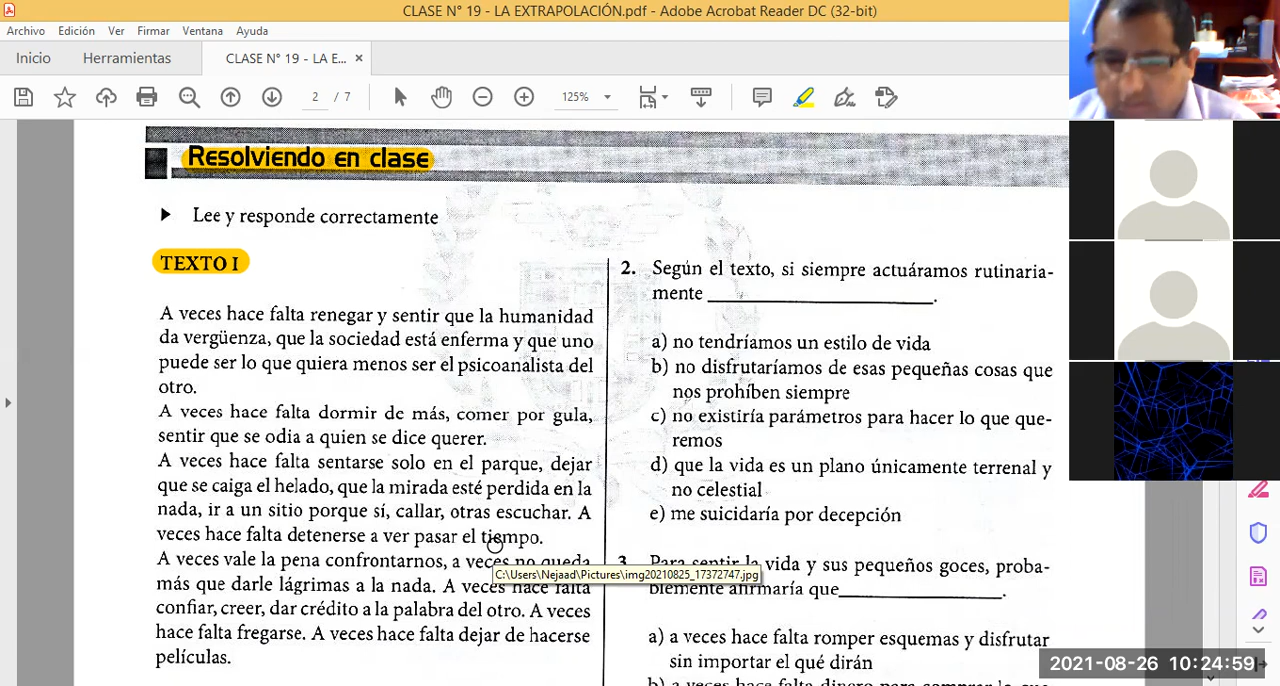 CLASE N° 19 - LA EXTRAPOLACIÓN.pdf - Adobe Acrobat Reader DC (32-bit)
Archivo Edición Ver Firmar Ventana Ayuda
Inicio Herramientas CLASE N° 19 - LA E... ×
2 / 7 125%
Resolviendo en clase
Lee y responde correctamente
TEXTO I
A veces hace falta renegar y sentir que la humanidad
da vergüenza, que la sociedad está enferma y que uno
puede ser lo que quiera menos ser el psicoanalista del
otro.
A veces hace falta dormir de más, comer por gula,
sentir que se odia a quien se dice querer.
A veces hace falta sentarse solo en el parque, dejar
que se caiga el helado, que la mirada esté perdida en la
nada, ir a un sitio porque sí, callar, otras escuchar. A
veces hace falta detenerse a ver pasar el tiempo.
A veces vale la pena confrontarnos, a veces no queda
más que darle lágrimas a la nada. A veces hace falta
confiar, creer, dar crédito a la palabra del otro. A veces
hace falta fregarse. A veces hace falta dejar de hacerse
películas.
2. Según el texto, si siempre actuáramos rutinaria-
mente ______________________.
a) no tendríamos un estilo de vida
b) no disfrutaríamos de esas pequeñas cosas que
nos prohíben siempre
c) no existiría parámetros para hacer lo que que-
remos
d) que la vida es un plano únicamente terrenal y
no celestial
e) me suicidaría por decepción
3. Para sentir la vida y sus pequeños goces, proba-
blemente afirmaría que________________.
a) a veces hace falta romper esquemas y disfrutar
sin importar el qué dirán
b) a veces hace falta dinero para comprar lo que
C:\Users\Nejaad\Pictures\img20210825_17372747.jpg
2021-08-26 10:24:59